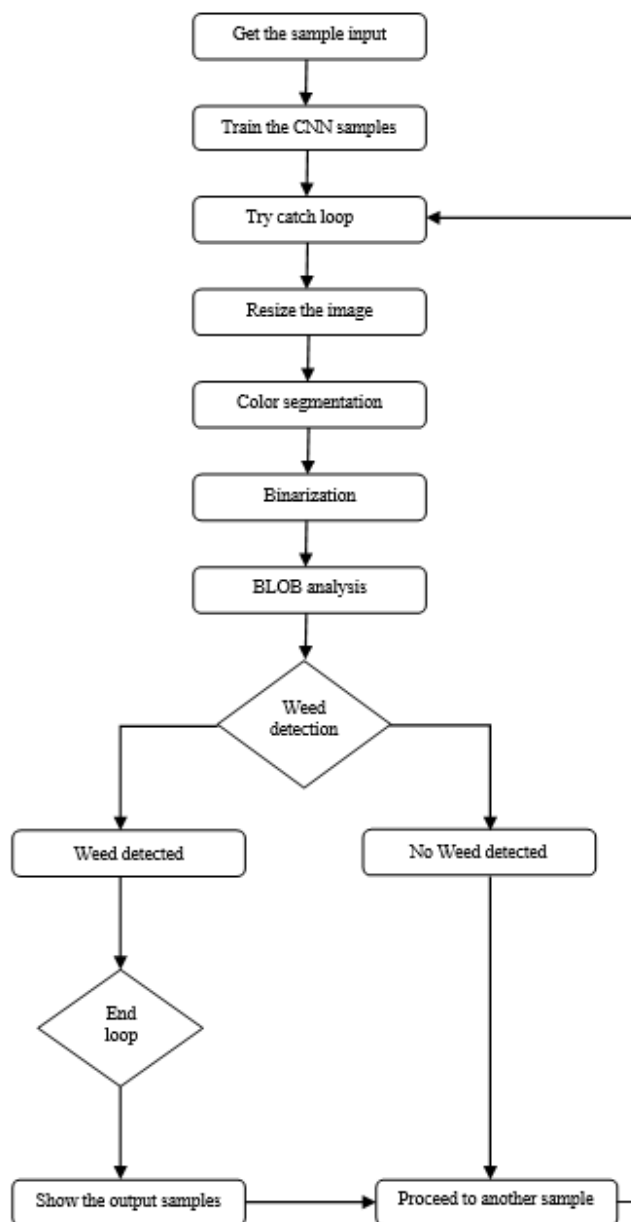 Get the sample input
Train the CNN samples
Try catch loop
Resize the image
Color segmentation
Binarization
BLOB analysis
Weed
detection
Weed detected
No Weed detected
End
loop
Show the output samples
Proceed to another sample